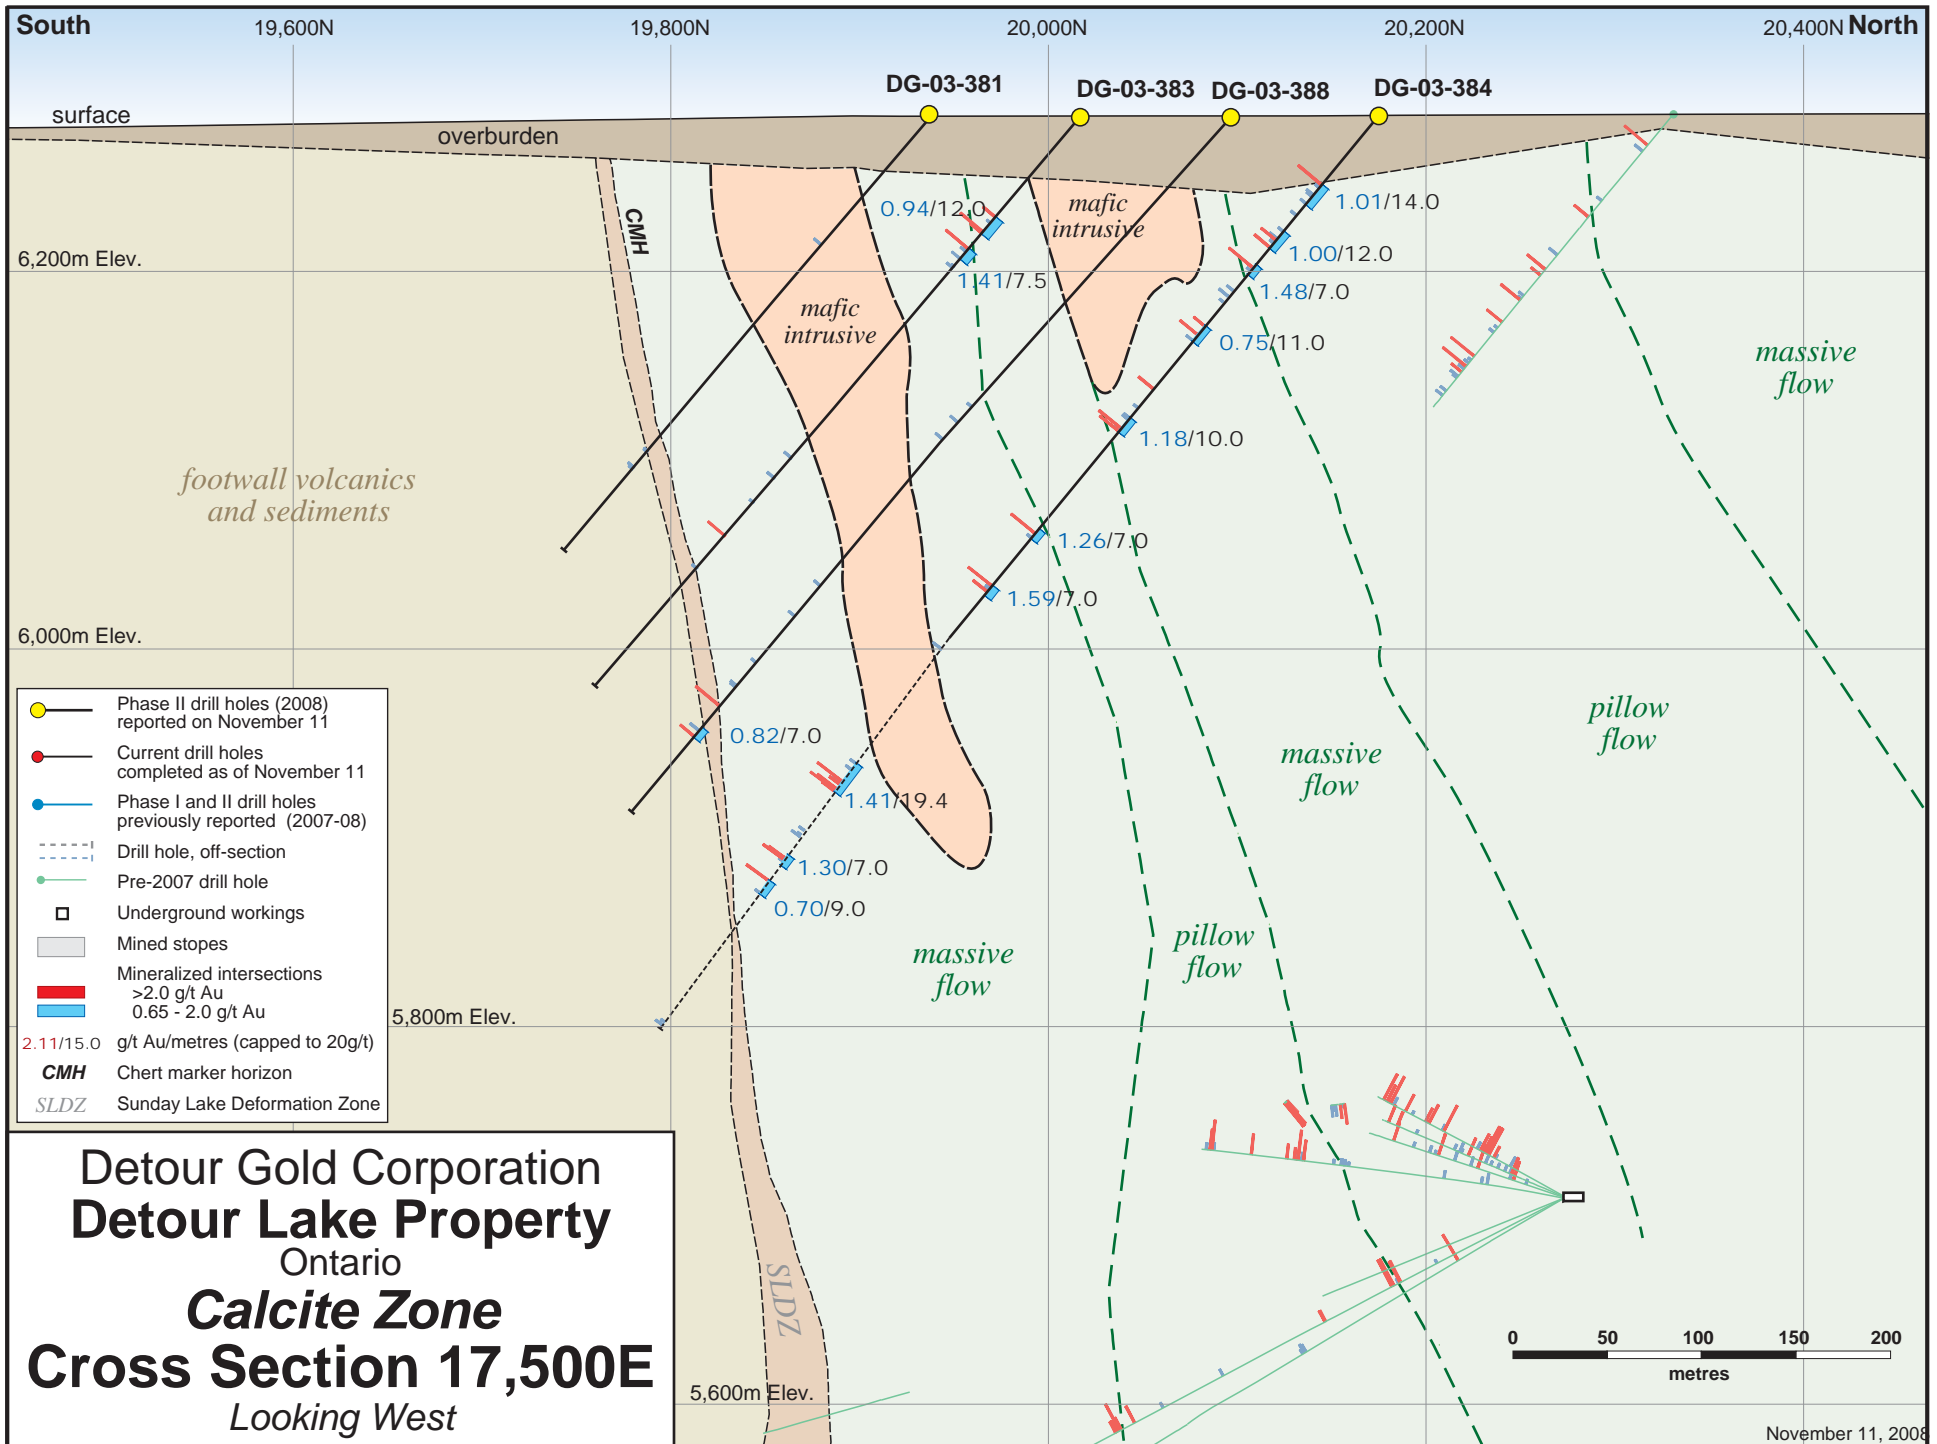 South
19,600N
19,800N
20,000N
20,200N
20,400N North
DG-03-381
DG-03-383
DG-03-388
DG-03-384
surface
overburden
CMH
0.94/12.0
1.41/7.5
mafic
intrusive
mafic
intrusive
1.01/14.0
1.00/12.0
1.48/7.0
0.75/11.0
1.18/10.0
1.26/7.0
1.59/7.0
6,200m Elev.
massive
flow
footwall volcanics
and sediments
6,000m Elev.
0.82/7.0
1.41/19.4
1.30/7.0
0.70/9.0
pillow
flow
massive
flow
pillow
flow
massive
flow
5,800m Elev.
Phase II drill holes (2008)
reported on November 11
Current drill holes
completed as of November 11
Phase I and II drill holes
previously reported (2007-08)
Drill hole, off-section
Pre-2007 drill hole
Underground workings
Mined stopes
Mineralized intersections
>2.0 g/t Au
0.65 - 2.0 g/t Au
2.11/15.0 g/t Au/metres (capped to 20g/t)
CMH Chert marker horizon
SLDZ Sunday Lake Deformation Zone
Detour Gold Corporation
Detour Lake Property
Ontario
Calcite Zone
Cross Section 17,500E
Looking West
SLDZ
5,600m Elev.
0 50 100 150 200
metres
November 11, 2008